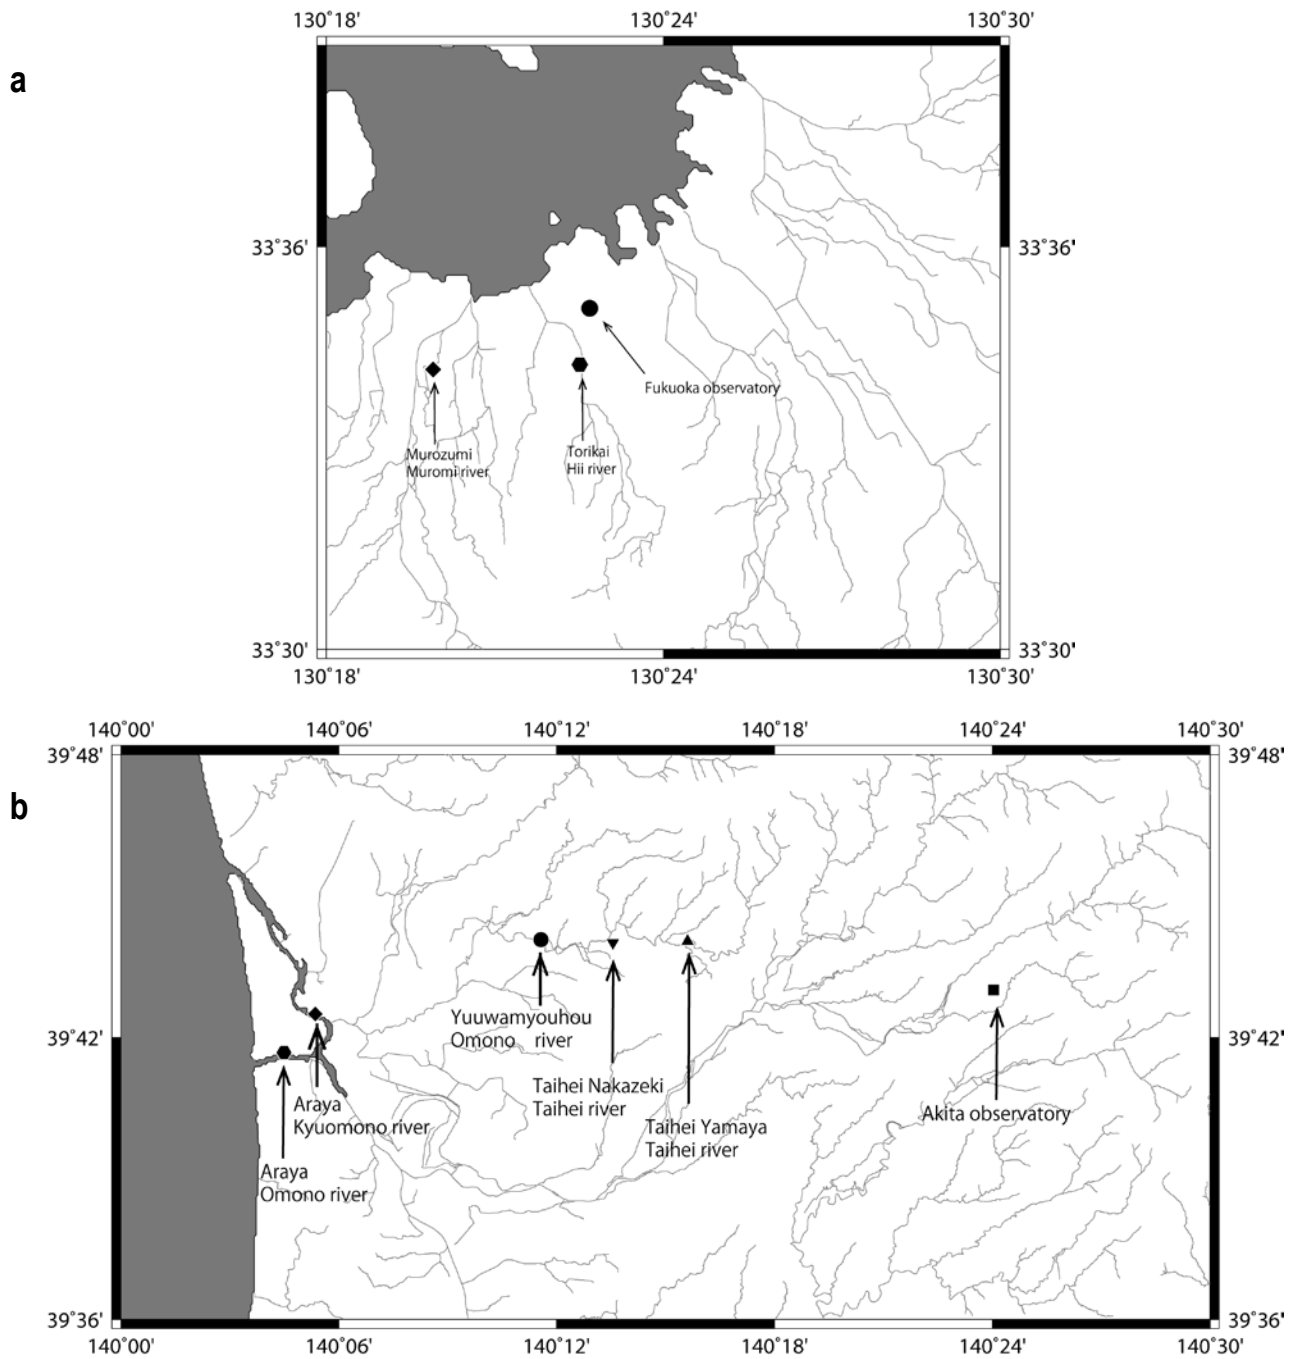 130˚18'
130˚24'
130˚30'
a
33˚36'
33˚36'
Fukuoka observatory
Murozumi
Muromi river
Torikai
Hii river
33˚30'
33˚30'
130˚18'
130˚24'
130˚30'
140˚00'
140˚06'
140˚12'
140˚18'
140˚24'
140˚30'
39˚48'
39˚48'
b
Yuuwamyouhou
Omono river
39˚42'
39˚42'
Taihei Nakazeki
Taihei river
Araya
Kyuomono river
Akita observatory
Taihei Yamaya
Taihei river
Araya
Omono river
39˚36'
39˚36'
140˚00'
140˚06'
140˚12'
140˚18'
140˚24'
140˚30'